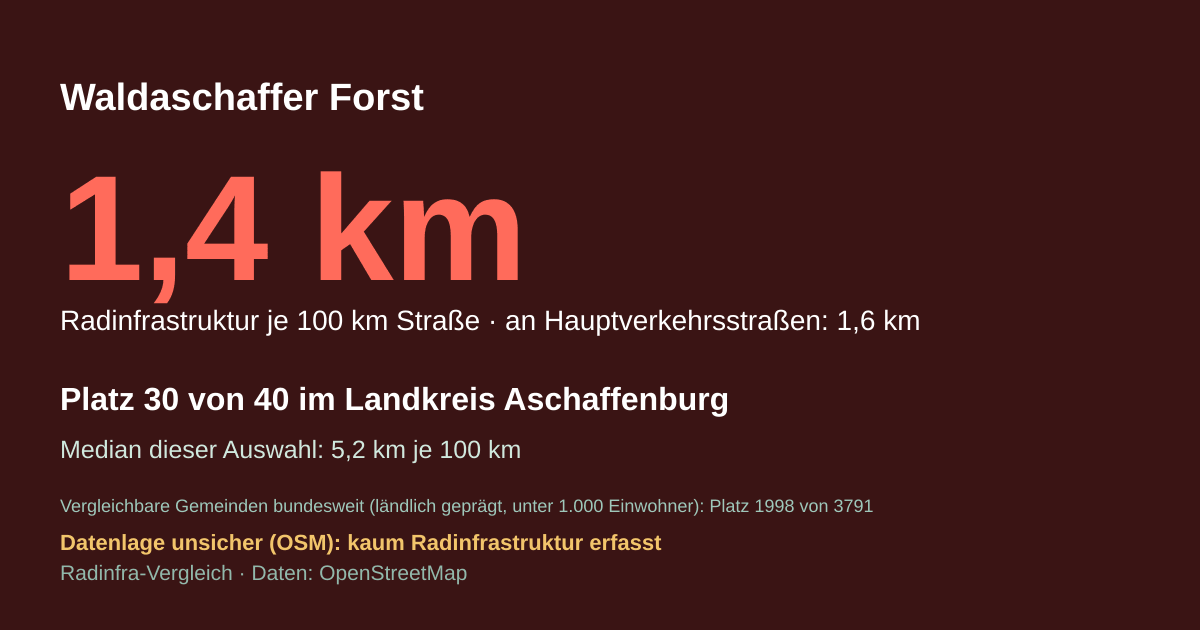 Waldaschaffer Forst
1,4 km
Radinfrastruktur je 100 km Straße · an Hauptverkehrsstraßen: 1,6 km
Platz 30 von 40 im Landkreis Aschaffenburg
Median dieser Auswahl: 5,2 km je 100 km
Vergleichbare Gemeinden bundesweit (ländlich geprägt, unter 1.000 Einwohner): Platz 1998 von 3791
Datenlage unsicher (OSM): kaum Radinfrastruktur erfasst
Radinfra-Vergleich · Daten: OpenStreetMap